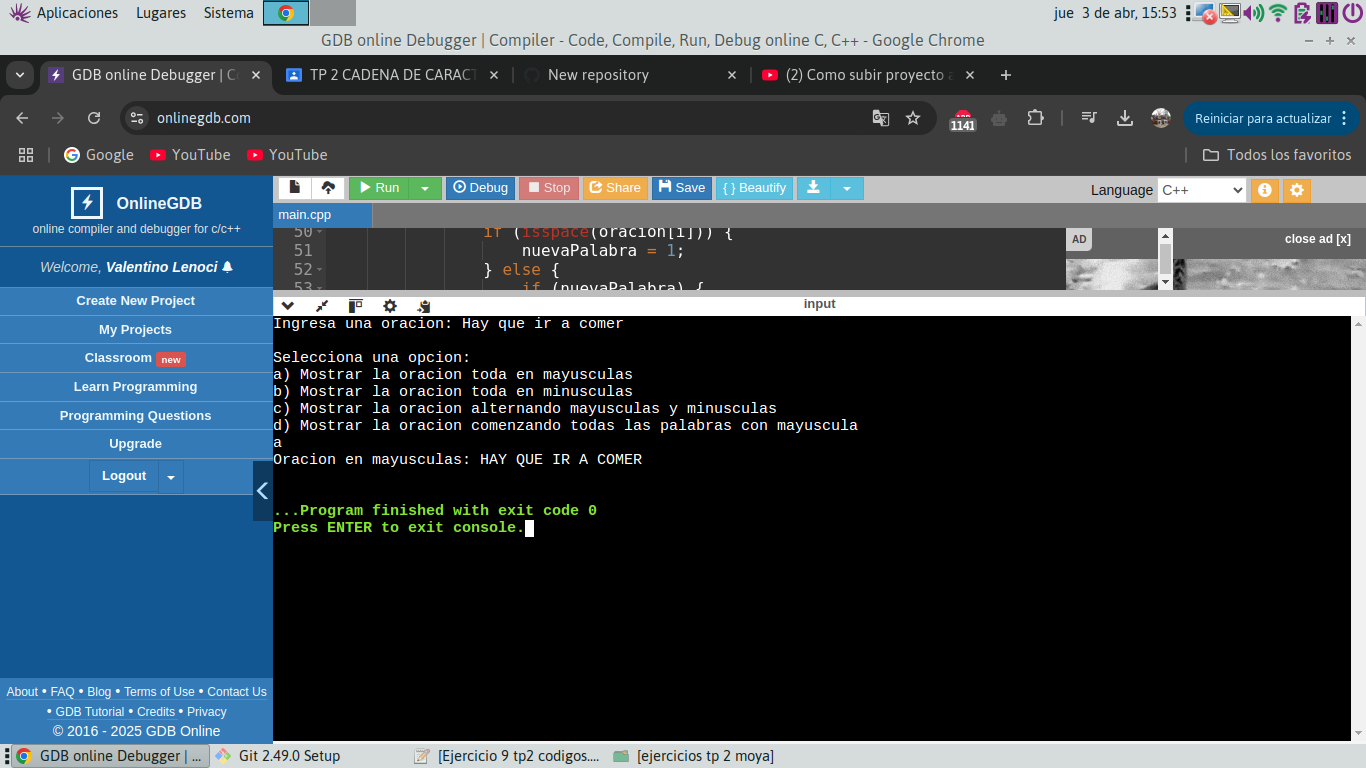 Aplicaciones Lugares Sistema jue 3 de abr, 15:53
GDB online Debugger | Compiler - Code, Compile, Run, Debug online C, C++ - Google Chrome
GDB online Debugger | C TP 2 CADENA DE CARACT New repository (2) Como subir proyecto a
onlinegdb.com 1141 Reiniciar para actualizar
Google YouTube YouTube Todos los favoritos
Run Debug Stop Share Save { } Beautify Language C++
OnlineGDB
online compiler and debugger for c/c++
main.cpp
50 if (isspace(oracion[i])) {
51 nuevaPalabra = 1;
52 } else {
53 if (nuevaPalabra) {
AD close ad [x]
Welcome, Valentino Lenoci
Create New Project
My Projects
Classroom new
Learn Programming
Programming Questions
Upgrade
Logout
input
Ingresa una oracion: Hay que ir a comer
Selecciona una opcion:
a) Mostrar la oracion toda en mayusculas
b) Mostrar la oracion toda en minusculas
c) Mostrar la oracion alternando mayusculas y minusculas
d) Mostrar la oracion comenzando todas las palabras con mayuscula
a
Oracion en mayusculas: HAY QUE IR A COMER
...Program finished with exit code 0
Press ENTER to exit console.
About • FAQ • Blog • Terms of Use • Contact Us
• GDB Tutorial • Credits • Privacy
© 2016 - 2025 GDB Online
GDB online Debugger | ... Git 2.49.0 Setup [Ejercicio 9 tp2 codigos.... [ejercicios tp 2 moya]